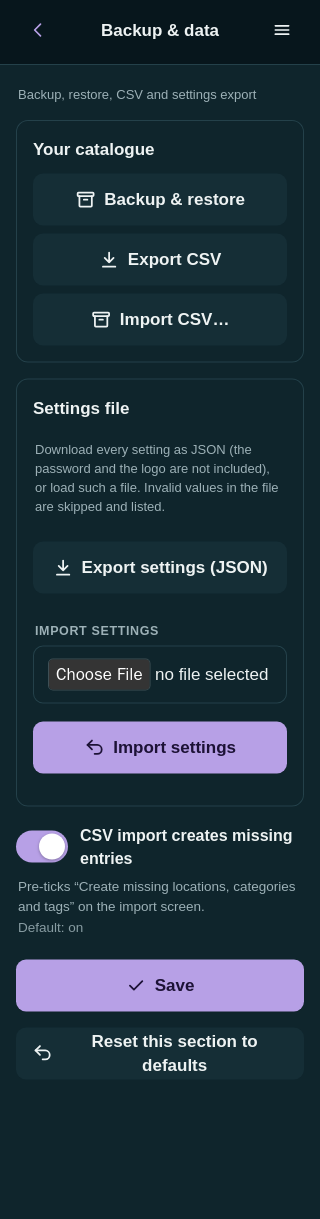 Backup & data
Backup, restore, CSV and settings export
Your catalogue
Backup & restore
Export CSV
Import CSV…
Settings file
Download every setting as JSON (the
password and the logo are not included),
or load such a file. Invalid values in the file
are skipped and listed.
Export settings (JSON)
IMPORT SETTINGS
Choose File no file selected
Import settings
CSV import creates missing
entries
Pre-ticks “Create missing locations, categories
and tags” on the import screen.
Default: on
Save
Reset this section to
defaults